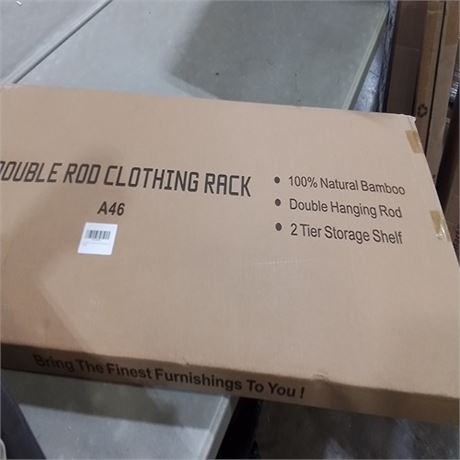 DOUBLE ROD CLOTHING RACK
A46
• 100% Natural Bamboo
• Double Hanging Rod
• 2 Tier Storage Shelf
Bring The Finest Furnishings To You !